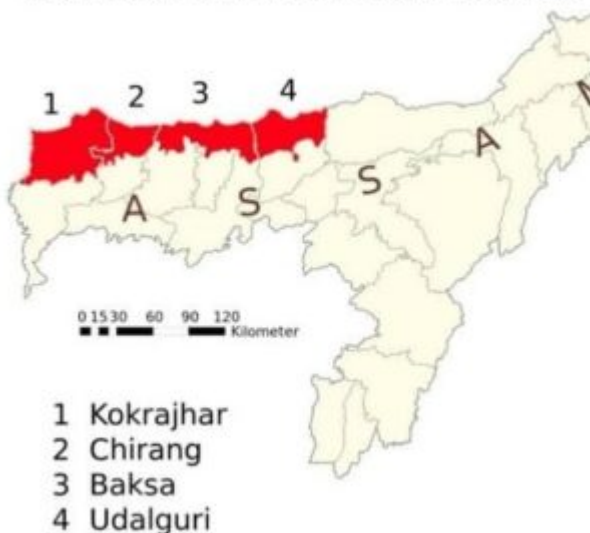 1 2 3 4
A S S A M
0 15 30 60 90 120
Kilometer
1 Kokrajhar
2 Chirang
3 Baksa
4 Udalguri